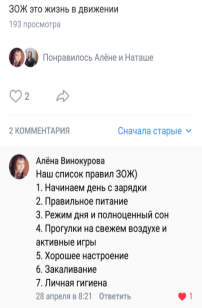 ЗОЖ это жизнь в движении
193 просмотра
Понравилось Алёне и Наташе
2
2 КОММЕНТАРИЯ
Сначала старые
Алёна Винокурова
Наш список правил ЗОЖ)
1. Начинаем день с зарядки
2. Правильное питание
3. Режим дня и полноценный сон
4. Прогулки на свежем воздухе и
активные игры
5. Хорошее настроение
6. Закаливание
7. Личная гигиена
28 апреля в 8:21 Ответить 1